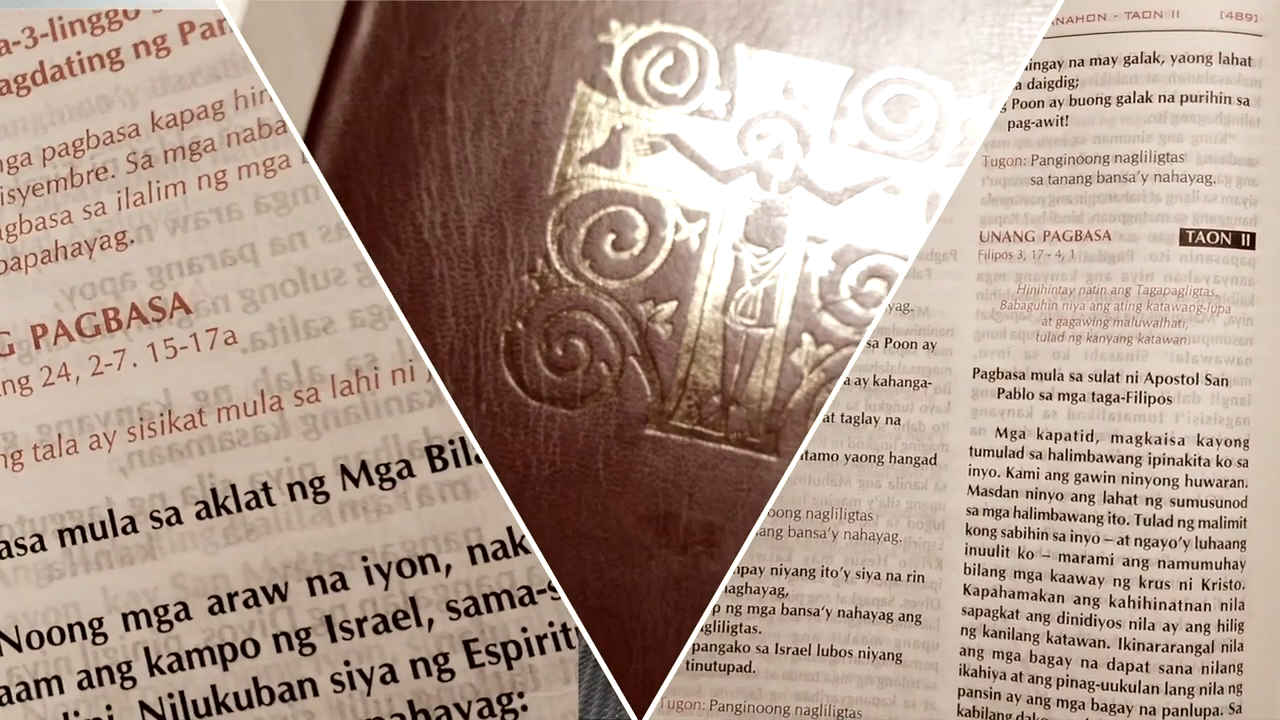 a-3-linggo
agdating ng
nga pagbasa kapag
isyembre. Sa mga
agbasa sa ilalim ng mga
papahayag.
G PAGBASA
ng 24, 2-7. 15-17a
ng tala ay sisikat mula sa lahi ni
asa mula sa aklat ng Mga
Noong mga araw na iyon,
aam ang kampo ng Israel,
Nilukuban siya ng
TAON II [489]
ingay na may galak, yaong lahat
a daigdig;
Poon ay buong galak na purihin sa
pag-awit!
Tugon: Panginoong nagliligtas
sa tanang bansa'y nahayag.
UNANG PAGBASA TAON II
Filipos 3, 17 - 4, 1
Hinihintay natin ang Tagapagligtas.
Babaguhin niya ang ating katawang-lupa
at gagawing maluwalhati,
tulad ng kanyang katawan.
Pagbasa mula sa sulat ni Apostol San
Pablo sa mga taga-Filipos
Mga kapatid, magkaisa kayong
tumulad sa halimbawang ipinakita ko sa
inyo. Kami ang gawin ninyong huwaran.
Masdan ninyo ang lahat ng sumusunod
sa mga halimbawang ito. Tulad ng malimit
kong sabihin sa inyo – at ngayo'y luhaang
inuulit ko – marami ang namumuhay
bilang mga kaaway ng krus ni Kristo.
Kapahamakan ang kahihinatnan nila
sapagkat ang dinidiyos nila ay ang hilig
ng kanilang katawan. Ikinararangal nila
ang mga bagay na dapat sana nilang
ikahiya at ang pinag-uukulan lang nila ng
pansin ay ang mga bagay na panlupa. Sa
yag.
sa Poon ay
a ay kahanga-
at taglay na
tamo yaong hangad
oong nagliligtas
ang bansa'y nahayag.
pay niyang ito'y siya na rin
naghayag,
ng mga bansa'y nahayag ang
gliligtas.
pangako sa Israel lubos niyang
tinutupad.
Tugon: Panginoong nagliligtas